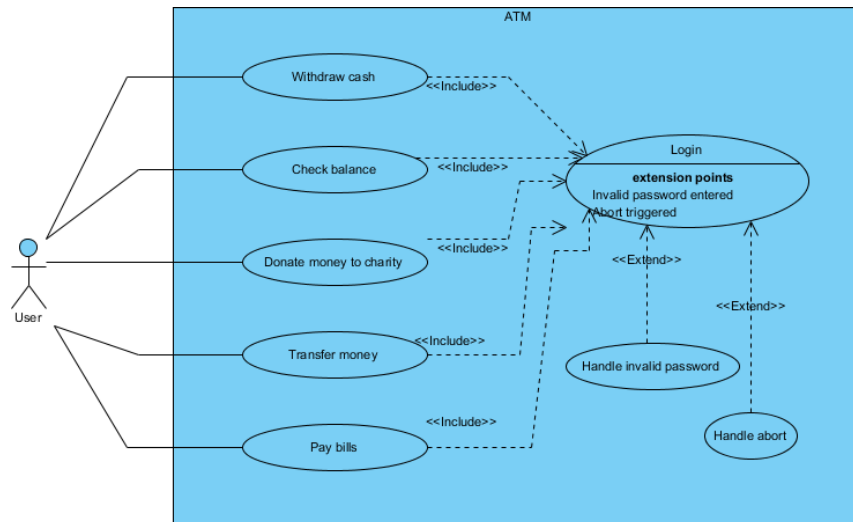 ATM
Withdraw cash
<<Include>>
Login
Check balance
<<Include>>
extension points
Invalid password entered
Abort triggered
Donate money to charity
<<Include>>
<<Extend>>
<<Extend>>
User
Transfer money
<<Include>>
Handle invalid password
Pay bills
<<Include>>
Handle abort